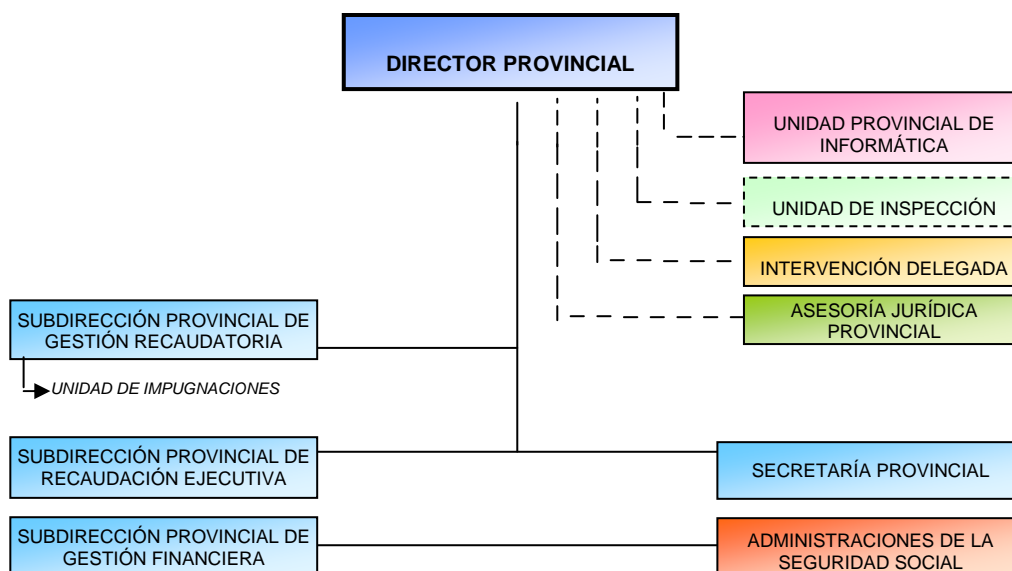 DIRECTOR PROVINCIAL
UNIDAD PROVINCIAL DE
INFORMÁTICA
UNIDAD DE INSPECCIÓN
INTERVENCIÓN DELEGADA
ASESORÍA JURÍDICA
PROVINCIAL
SUBDIRECCIÓN PROVINCIAL DE
GESTIÓN RECAUDATORIA
UNIDAD DE IMPUGNACIONES
SUBDIRECCIÓN PROVINCIAL DE
RECAUDACIÓN EJECUTIVA
SECRETARÍA PROVINCIAL
SUBDIRECCIÓN PROVINCIAL DE
GESTIÓN FINANCIERA
ADMINISTRACIONES DE LA
SEGURIDAD SOCIAL